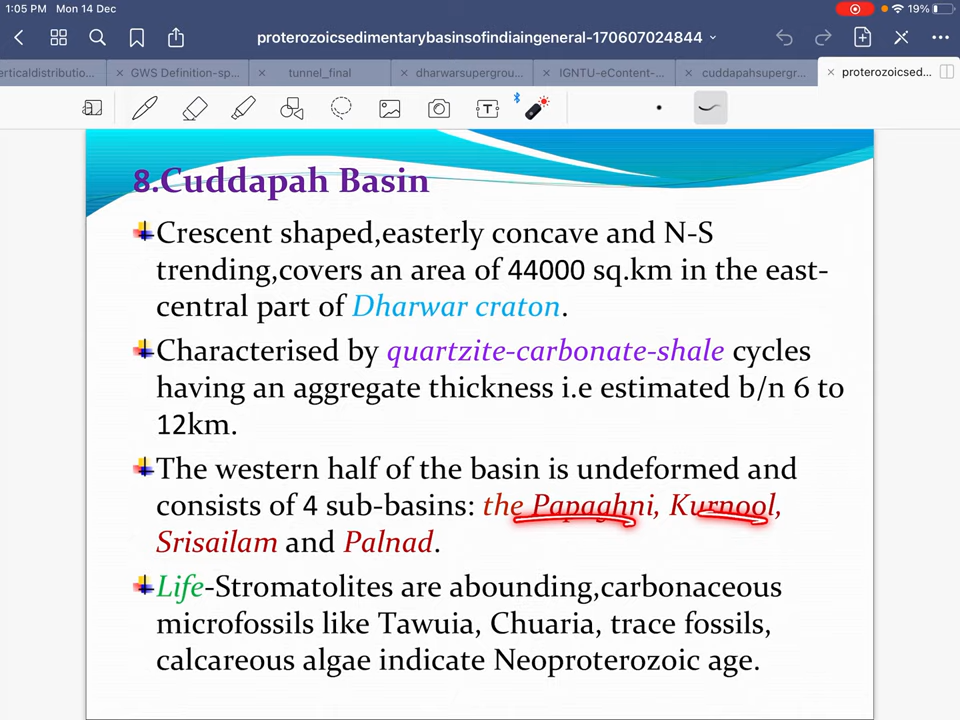 1:05 PM Mon 14 Dec
19%
proterozoicsedimentarybasinsofindiaingeneral-170607024844
erticaldistributio...
GWS Definition-sp...
tunnel_final
dharwarsupergrou...
IGNTU-eContent-...
cuddapahsupergr...
proterozoicsed...
8.Cuddapah Basin
Crescent shaped,easterly concave and N-S
trending,covers an area of 44000 sq.km in the east-
central part of Dharwar craton.
Characterised by quartzite-carbonate-shale cycles
having an aggregate thickness i.e estimated b/n 6 to
12km.
The western half of the basin is undeformed and
consists of 4 sub-basins: the Papaghni, Kurnool,
Srisailam and Palnad.
Life-Stromatolites are abounding,carbonaceous
microfossils like Tawuia, Chuaria, trace fossils,
calcareous algae indicate Neoproterozoic age.